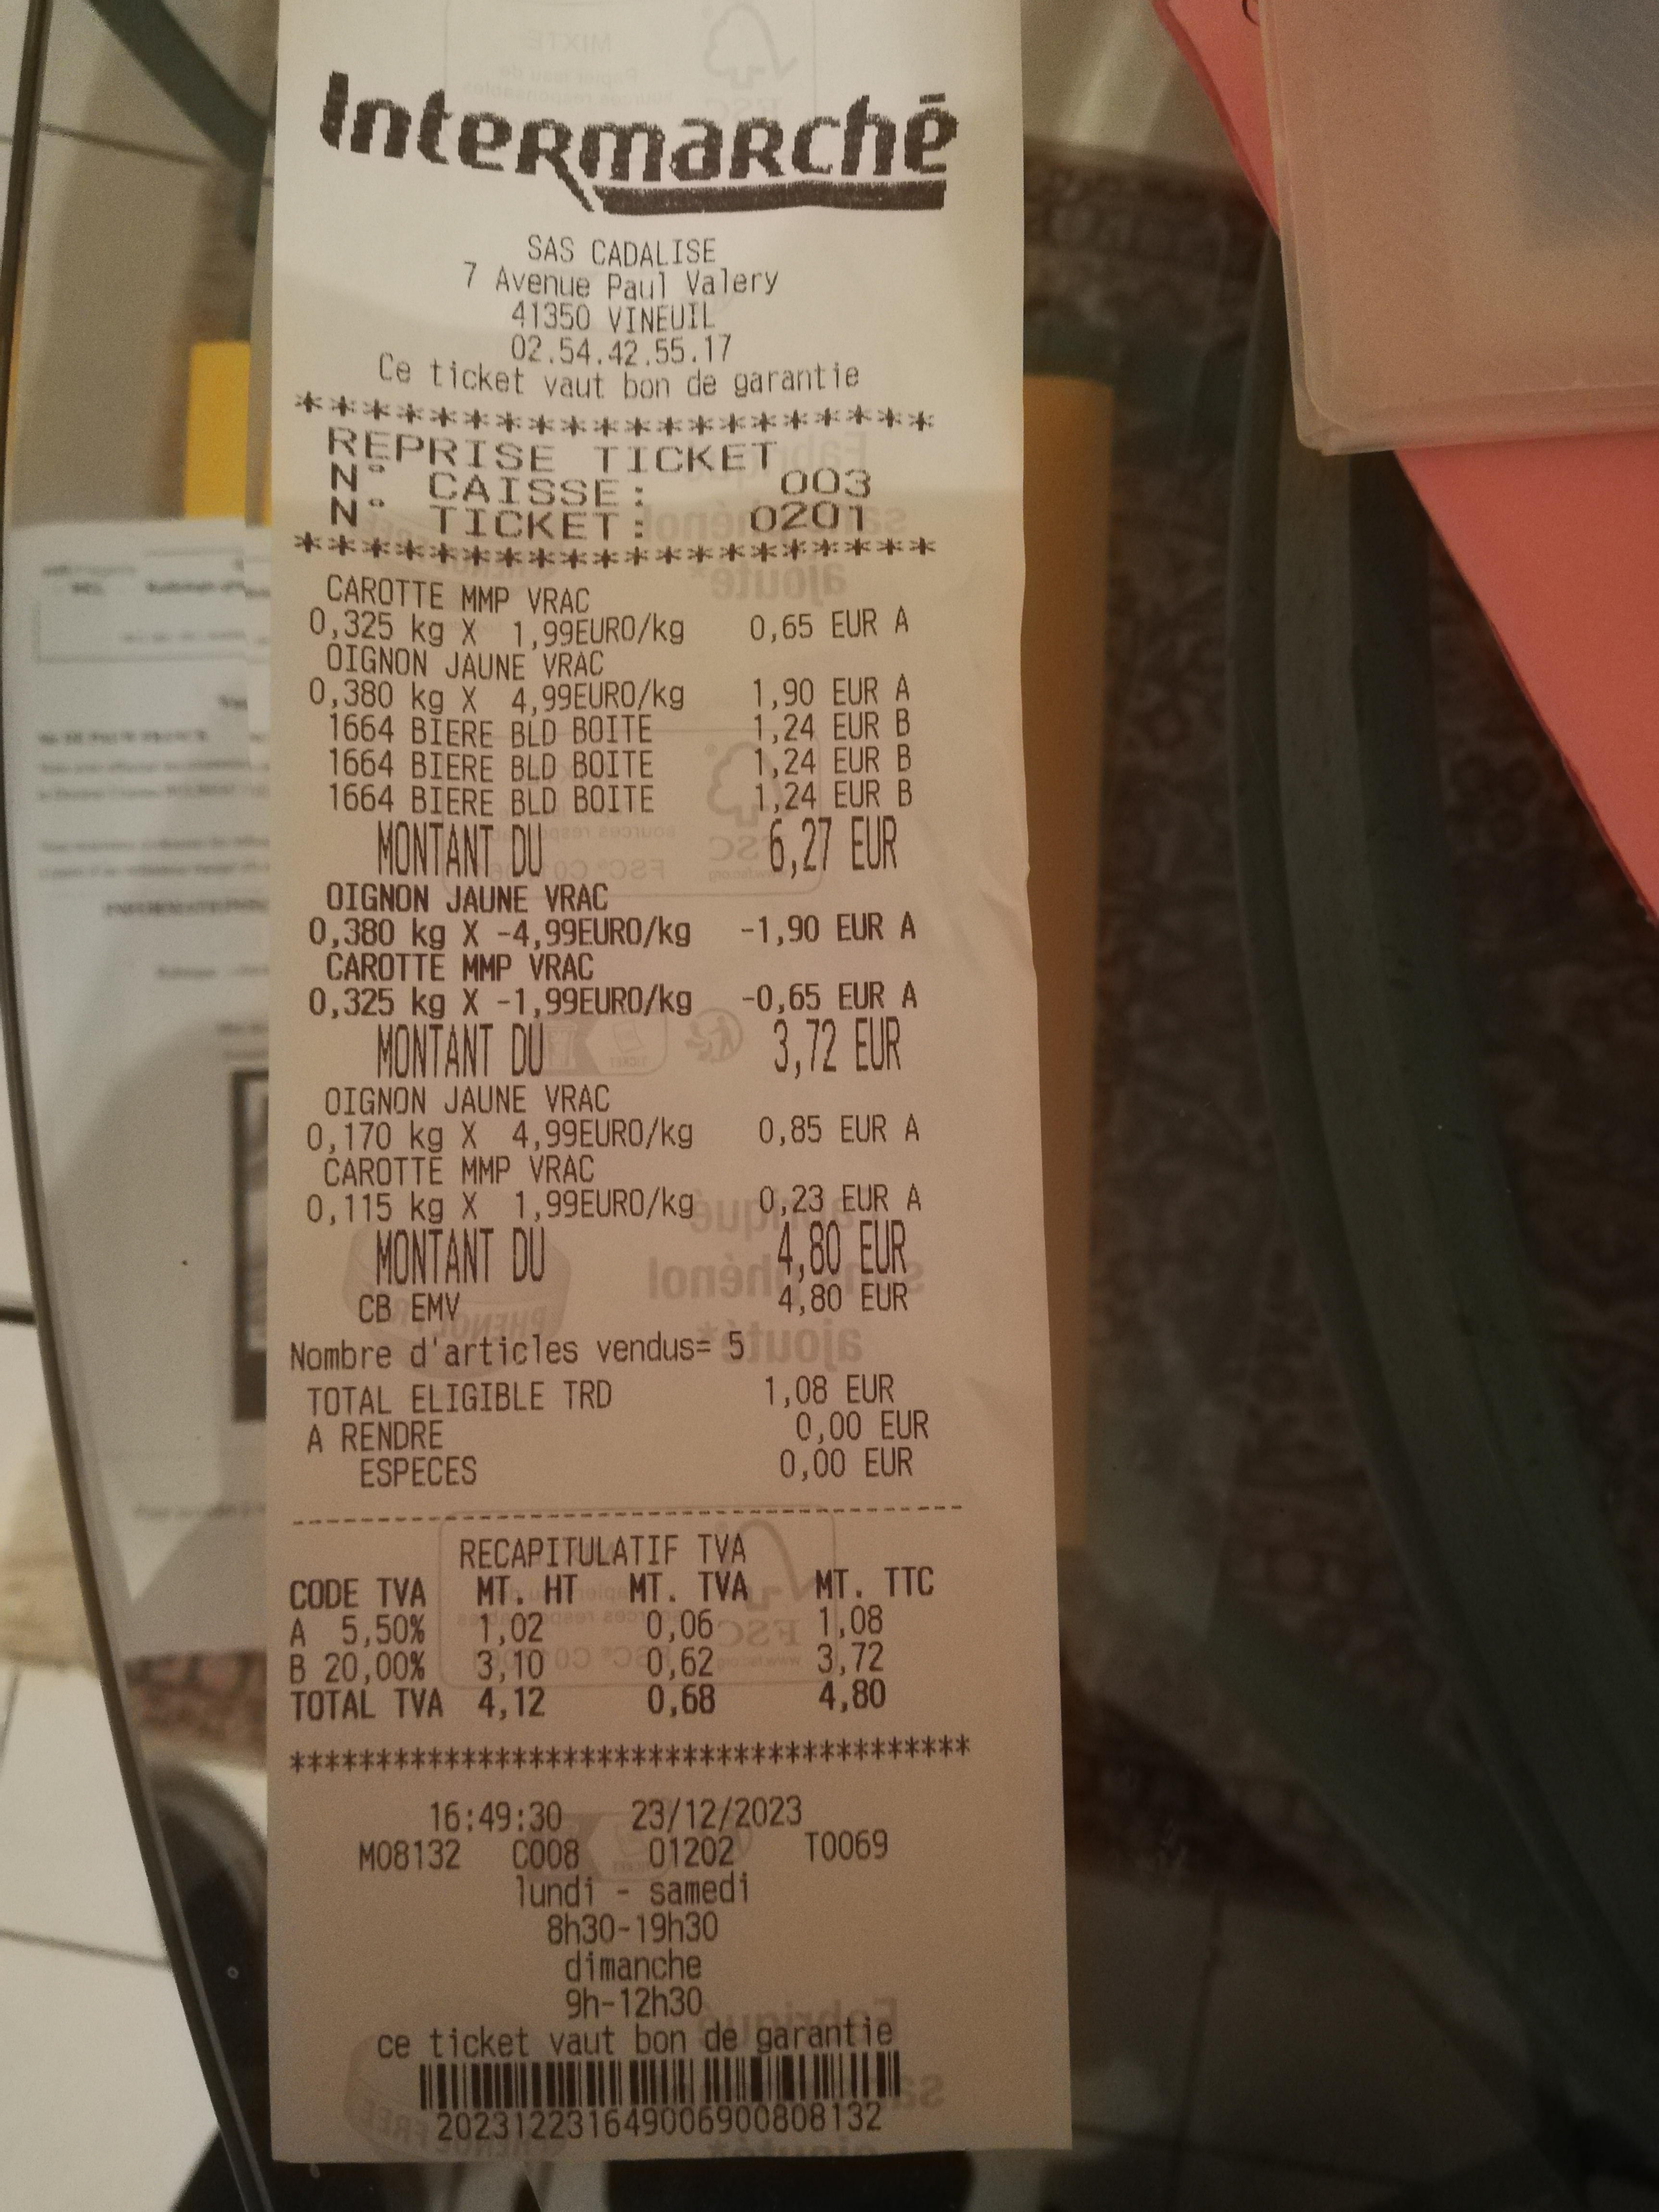 Intermarché
SAS CADALISE
7 Avenue Paul Valery
41350 VINEUIL
02.54.42.55.17
Ce ticket vaut bon de garantie
********************
REPRISE TICKET
N° CAISSE: 003
N° TICKET: 0201
********************
CAROTTE MMP VRAC
0,325 kg X 1,99EURO/kg 0,65 EUR A
OIGNON JAUNE VRAC
0,380 kg X 4,99EURO/kg 1,90 EUR A
1664 BIERE BLD BOITE 1,24 EUR B
1664 BIERE BLD BOITE 1,24 EUR B
1664 BIERE BLD BOITE 1,24 EUR B
MONTANT DU 6,27 EUR
OIGNON JAUNE VRAC
0,380 kg X -4,99EURO/kg -1,90 EUR A
CAROTTE MMP VRAC
0,325 kg X -1,99EURO/kg -0,65 EUR A
MONTANT DU 3,72 EUR
OIGNON JAUNE VRAC
0,170 kg X 4,99EURO/kg 0,85 EUR A
CAROTTE MMP VRAC
0,115 kg X 1,99EURO/kg 0,23 EUR A
MONTANT DU 4,80 EUR
CB EMV 4,80 EUR
Nombre d'articles vendus= 5
TOTAL ELIGIBLE TRD 1,08 EUR
A RENDRE 0,00 EUR
ESPECES 0,00 EUR
----------------------------------------
RECAPITULATIF TVA
CODE TVA MT. HT MT. TVA MT. TTC
A 5,50% 1,02 0,06 1,08
B 20,00% 3,10 0,62 3,72
TOTAL TVA 4,12 0,68 4,80
****************************************
16:49:30 23/12/2023
M08132 C008 01202 T0069
lundi - samedi
8h30-19h30
dimanche
9h-12h30
ce ticket vaut bon de garantie
202312231649006900808132